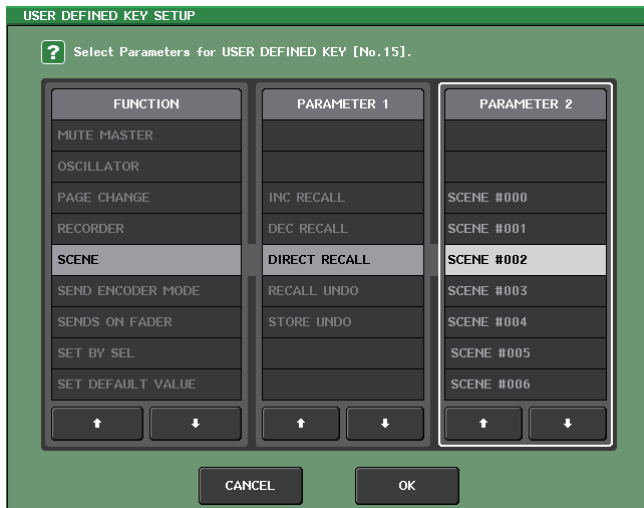 USER DEFINED KEY SETUP
? Select Parameters for USER DEFINED KEY [No.15].
FUNCTION
MUTE MASTER
OSCILLATOR
PAGE CHANGE
RECORDER
SCENE
SEND ENCODER MODE
SENDS ON FADER
SET BY SEL
SET DEFAULT VALUE
PARAMETER 1
INC RECALL
DEC RECALL
DIRECT RECALL
RECALL UNDO
STORE UNDO
PARAMETER 2
SCENE #000
SCENE #001
SCENE #002
SCENE #003
SCENE #004
SCENE #005
SCENE #006
CANCEL
OK